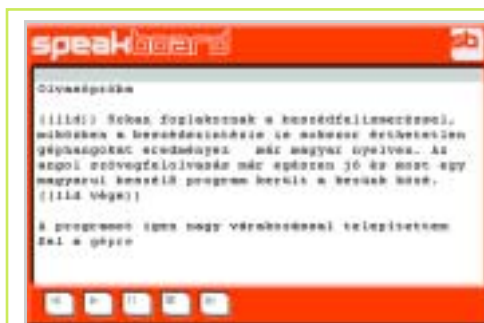 speakboard
sb
Olvasópróba
((lid)) Sokan foglakoznak a beszédfelismeréssel,
miközben a beszédszintézis is sokszor érthetetlen
géphangokat eredményez már magyar nyelven. Az
angol szövegfelolvasás már egészen jó és most egy
magyarul beszélő program került a kezünk közé.
((lid vége))
A programot igen nagy várakozással telepítettem
fel a gépre